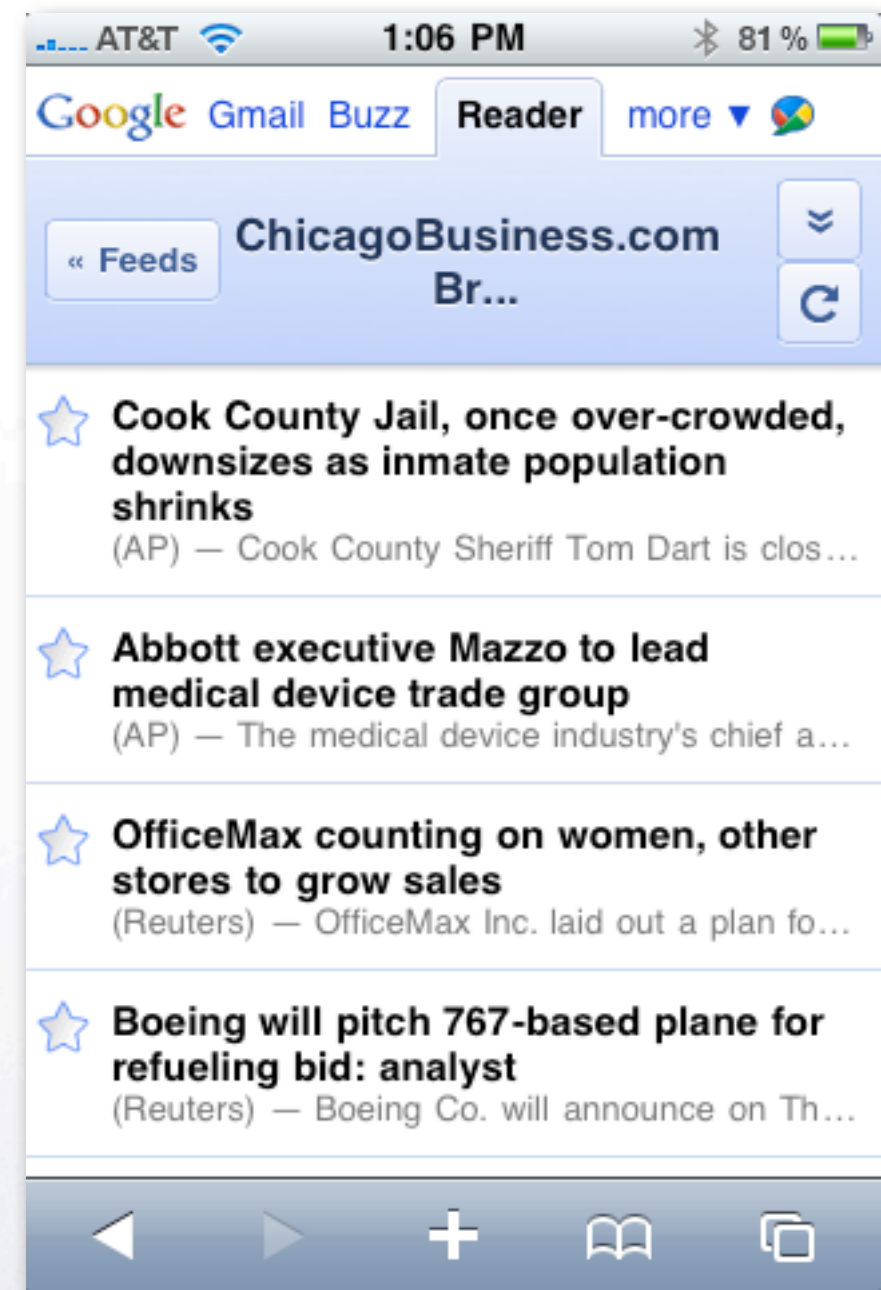 AT&T 1:06 PM 81%
Google Gmail Buzz Reader more ▼
« Feeds
ChicagoBusiness.com
Br...
Cook County Jail, once over-crowded,
downsizes as inmate population
shrinks
(AP) — Cook County Sheriff Tom Dart is clos...
Abbott executive Mazzo to lead
medical device trade group
(AP) — The medical device industry's chief a...
OfficeMax counting on women, other
stores to grow sales
(Reuters) — OfficeMax Inc. laid out a plan fo...
Boeing will pitch 767-based plane for
refueling bid: analyst
(Reuters) — Boeing Co. will announce on Th...